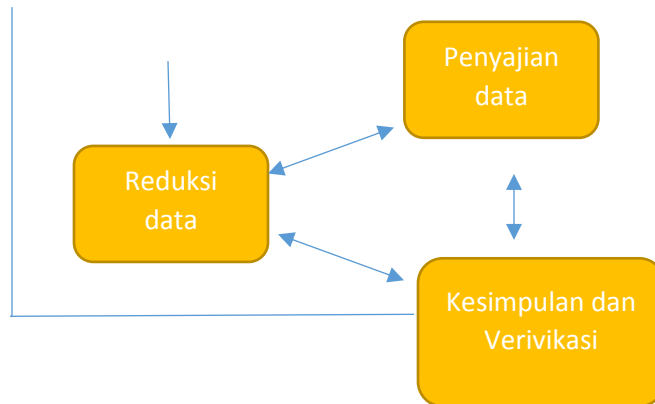 Penyajian
data
Reduksi
data
Kesimpulan dan
Verivikasi